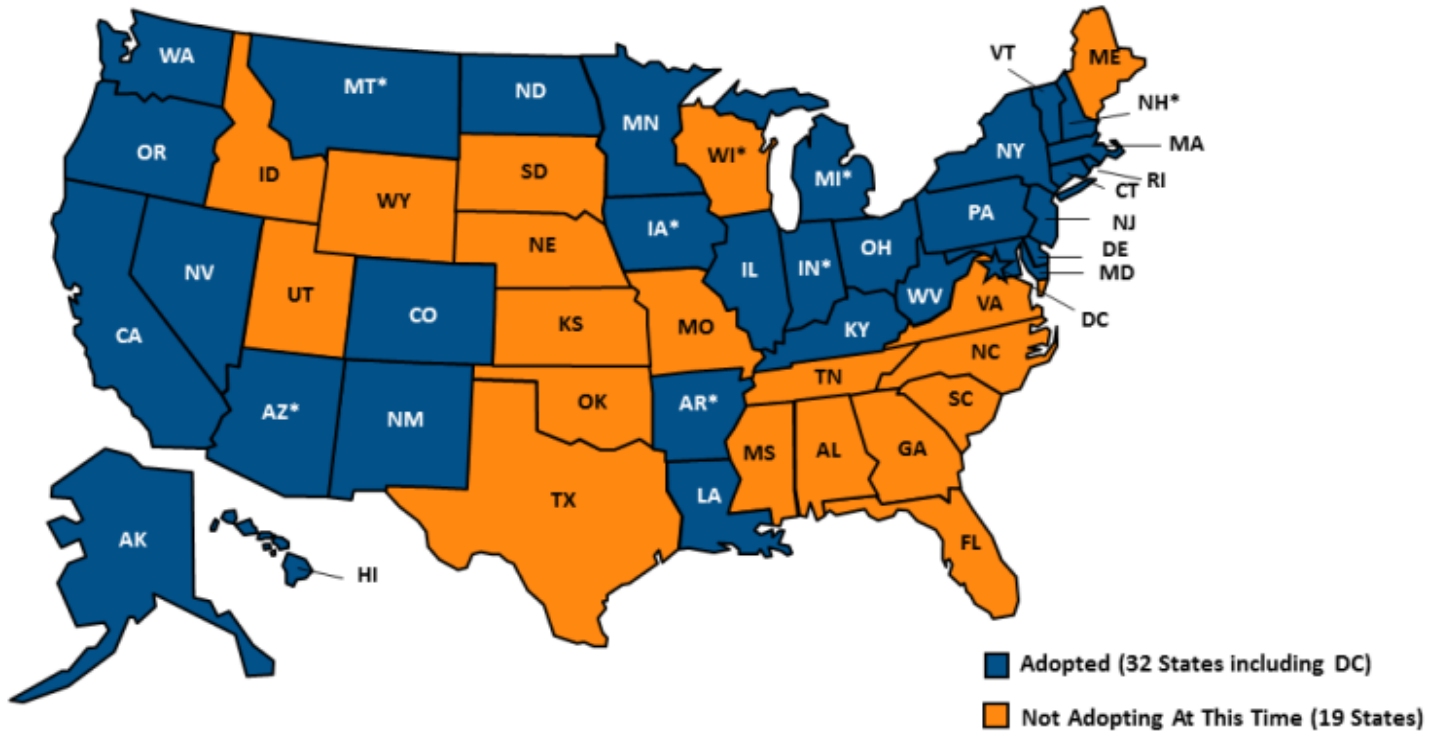 WA
MT*
ND
MN
VT
ME
NH*
MA
OR
ID
SD
WI*
NY
MI*
RI
CT
WY
IA*
PA
NJ
NE
OH
DE
MD
NV
UT
CO
IL
IN*
WV
VA
DC
CA
KS
MO
KY
NC
TN
AZ*
NM
OK
AR*
SC
MS
AL
GA
TX
LA
AK
FL
HI
Adopted (32 States including DC)
Not Adopting At This Time (19 States)